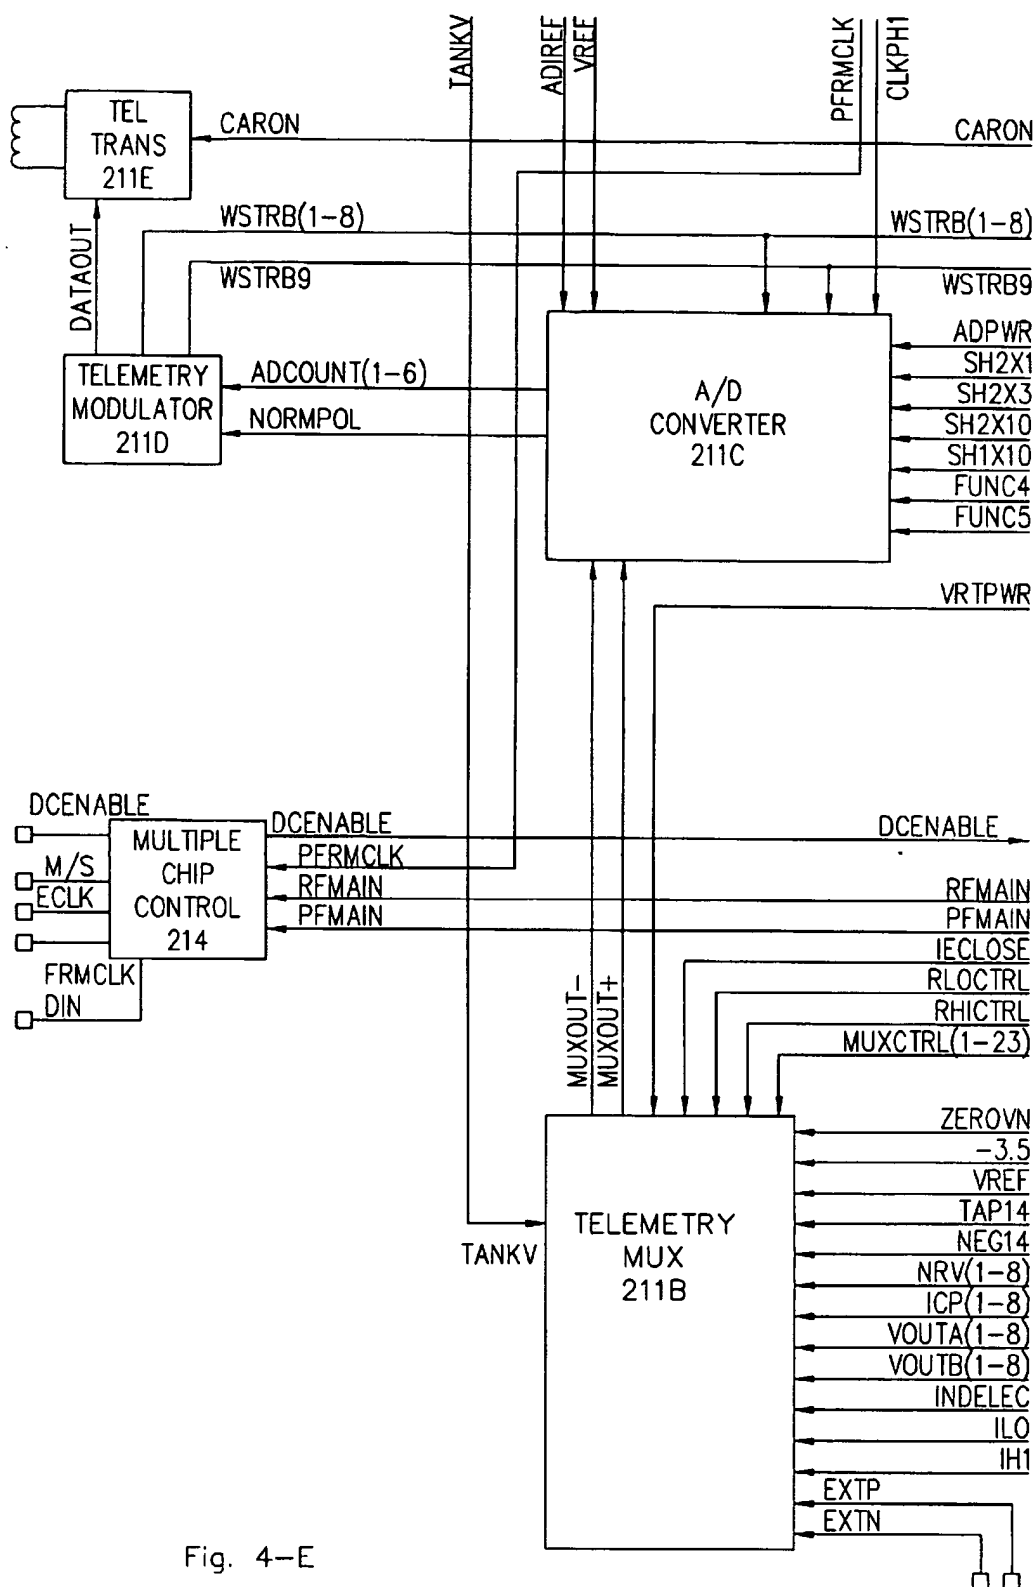 TANKV
ADIREF
VREF
PFRMCLK
CLKPH1
TEL
TRANS
211E
CARON
CARON
DATAOUT
WSTRB(1-8)
WSTRB(1-8)
WSTRB9
WSTRB9
TELEMETRY
MODULATOR
211D
ADCOUNT(1-6)
NORMPOL
A/D
CONVERTER
211C
ADPWR
SH2X1
SH2X3
SH2X10
SH1X10
FUNC4
FUNC5
VRTPWR
DCENABLE
M/S
ECLK
FRMCLK
DIN
MULTIPLE
CHIP
CONTROL
214
DCENABLE
DCENABLE
PFRMCLK
RFMAIN
RFMAIN
PFMAIN
PFMAIN
IECLOSE
RLOCTRL
RHICTRL
MUXCTRL(1-23)
MUXOUT-
MUXOUT+
TANKV
TELEMETRY
MUX
211B
ZEROVN
-3.5
VREF
TAP14
NEG14
NRV(1-8)
ICP(1-8)
VOUTA(1-8)
VOUTB(1-8)
INDELEC
ILO
IH1
EXTP
EXTN
Fig. 4-E